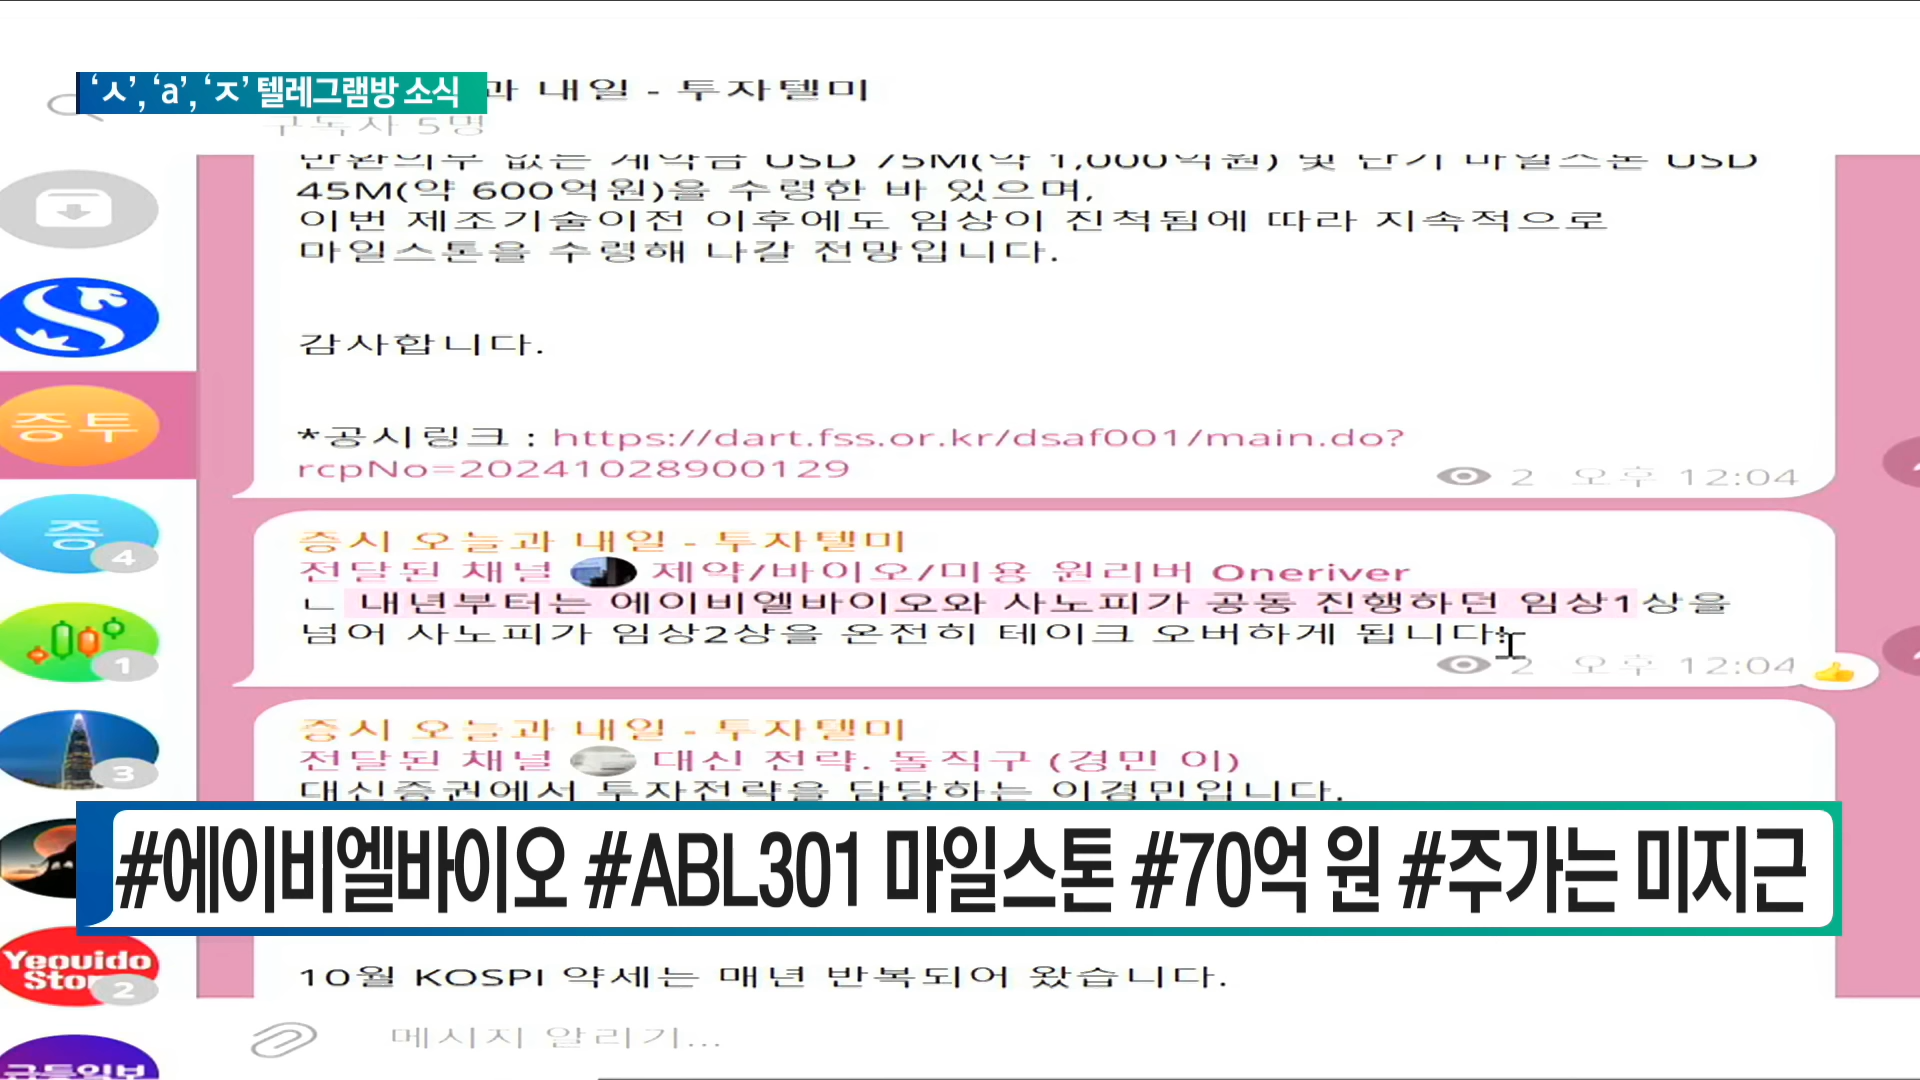 ‘ㅅ’, ‘a’, ‘ㅈ’ 텔레그램방 소식
과 내일 - 투자텔미
구독자 5명
반환의무 없는 계약금 USD 75M(약 1,000억원) 및 단기 마일스톤 USD
45M(약 600억원)을 수령한 바 있으며,
이번 제조기술이전 이후에도 임상이 진척됨에 따라 지속적으로
마일스톤을 수령해 나갈 전망입니다.
감사합니다.
*공시링크 : https://dart.fss.or.kr/dsaf001/main.do?
rcpNo=20241028900129
2 오후 12:04
증투
증
4
1
3
증시 오늘과 내일 - 투자텔미
전달된 채널 제약/바이오/미용 원리버 Oneriver
ㄴ 내년부터는 에이비엘바이오와 사노피가 공동 진행하던 임상1상을
넘어 사노피가 임상2상을 온전히 테이크 오버하게 됩니다.
2 오후 12:04
증시 오늘과 내일 - 투자텔미
전달된 채널 대신 전략. 돌직구 (경민 이)
대신증권에서 투자전략을 담당하는 이경민입니다.
#에이비엘바이오 #ABL301 마일스톤 #70억 원 #주가는 미지근
Yeouido
Stor
2
10월 KOSPI 약세는 매년 반복되어 왔습니다.
메시지 알리기...
급등일보